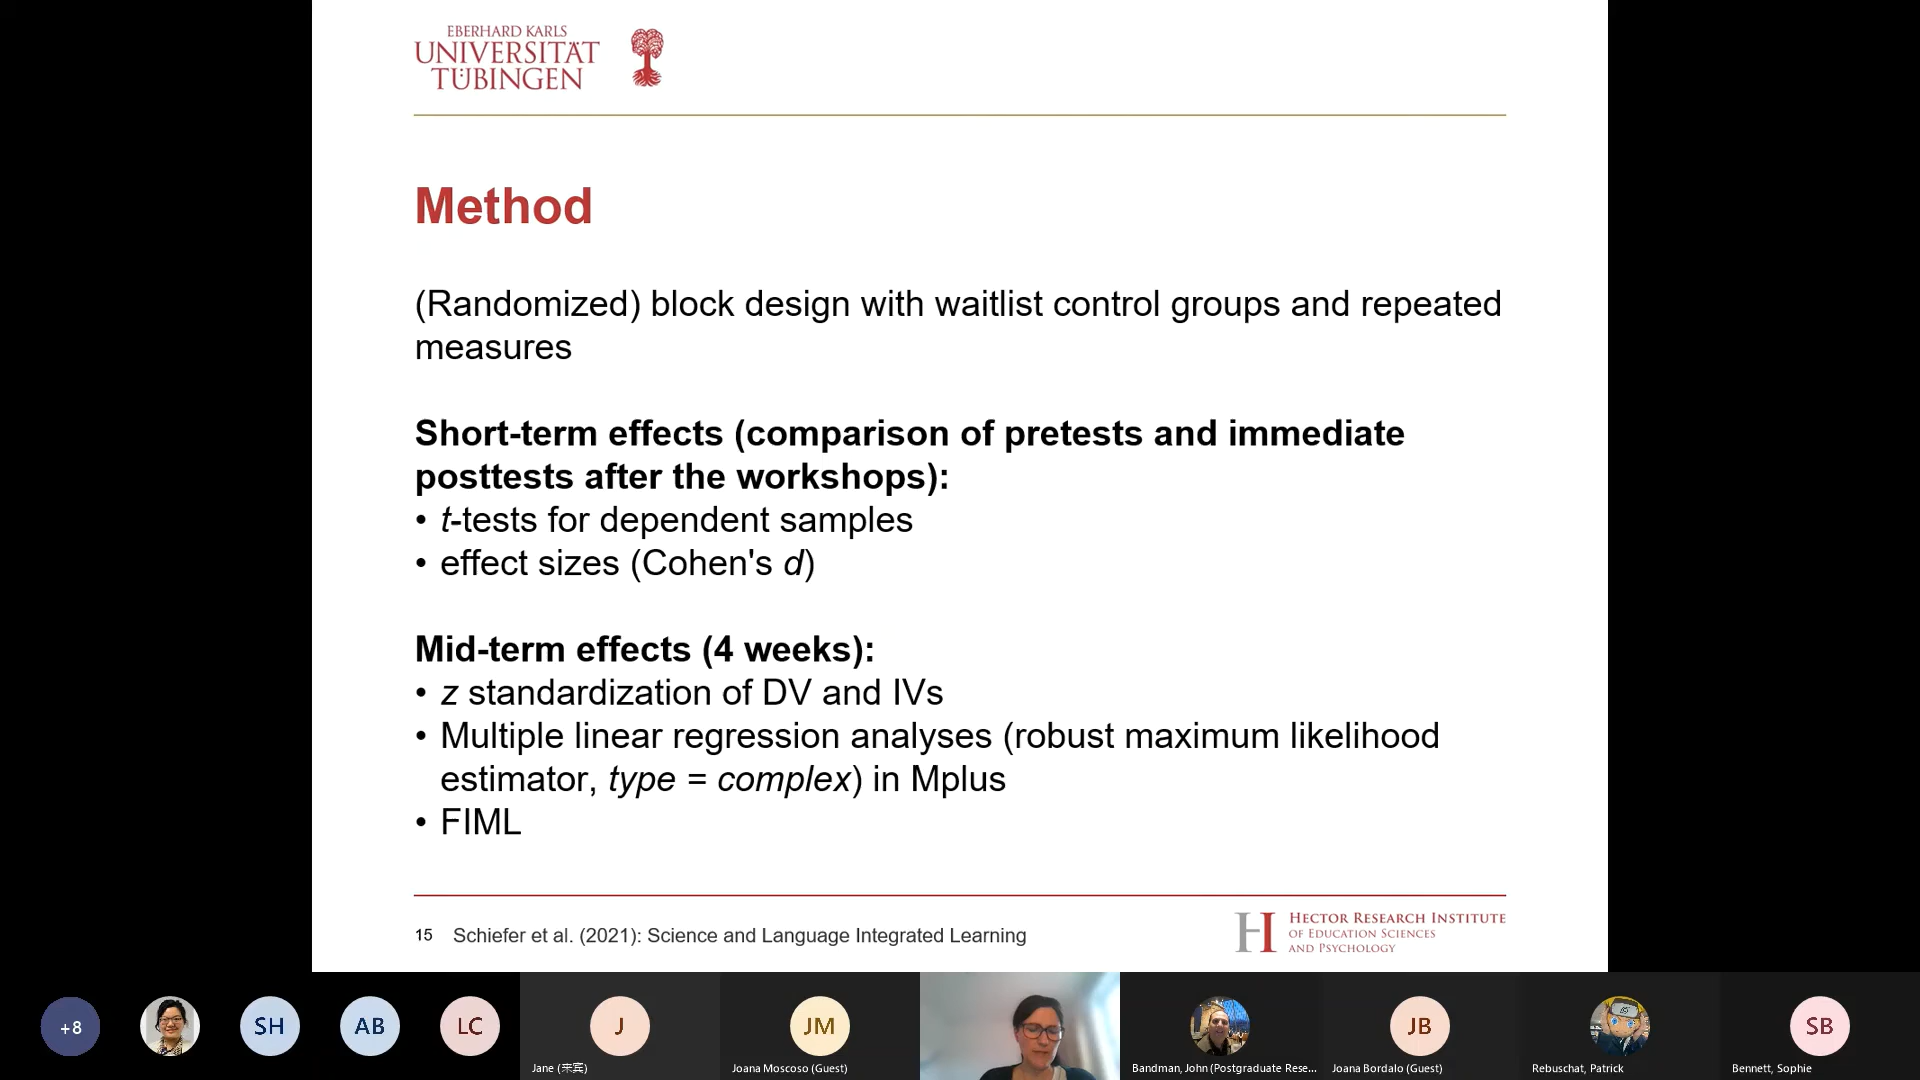 EBERHARD KARLS
UNIVERSITÄT
TÜBINGEN
Method
(Randomized) block design with waitlist control groups and repeated
measures
Short-term effects (comparison of pretests and immediate
posttests after the workshops):
• t-tests for dependent samples
• effect sizes (Cohen's d)
Mid-term effects (4 weeks):
• z standardization of DV and IVs
• Multiple linear regression analyses (robust maximum likelihood
estimator, type = complex) in Mplus
• FIML
15 Schiefer et al. (2021): Science and Language Integrated Learning
H HECTOR RESEARCH INSTITUTE
OF EDUCATION SCIENCES
AND PSYCHOLOGY
+8
SH
AB
LC
J
Jane (来宾)
JM
Joana Moscoso (Guest)
Bandman, John (Postgraduate Rese...
JB
Joana Bordalo (Guest)
Rebuschat, Patrick
SB
Bennett, Sophie